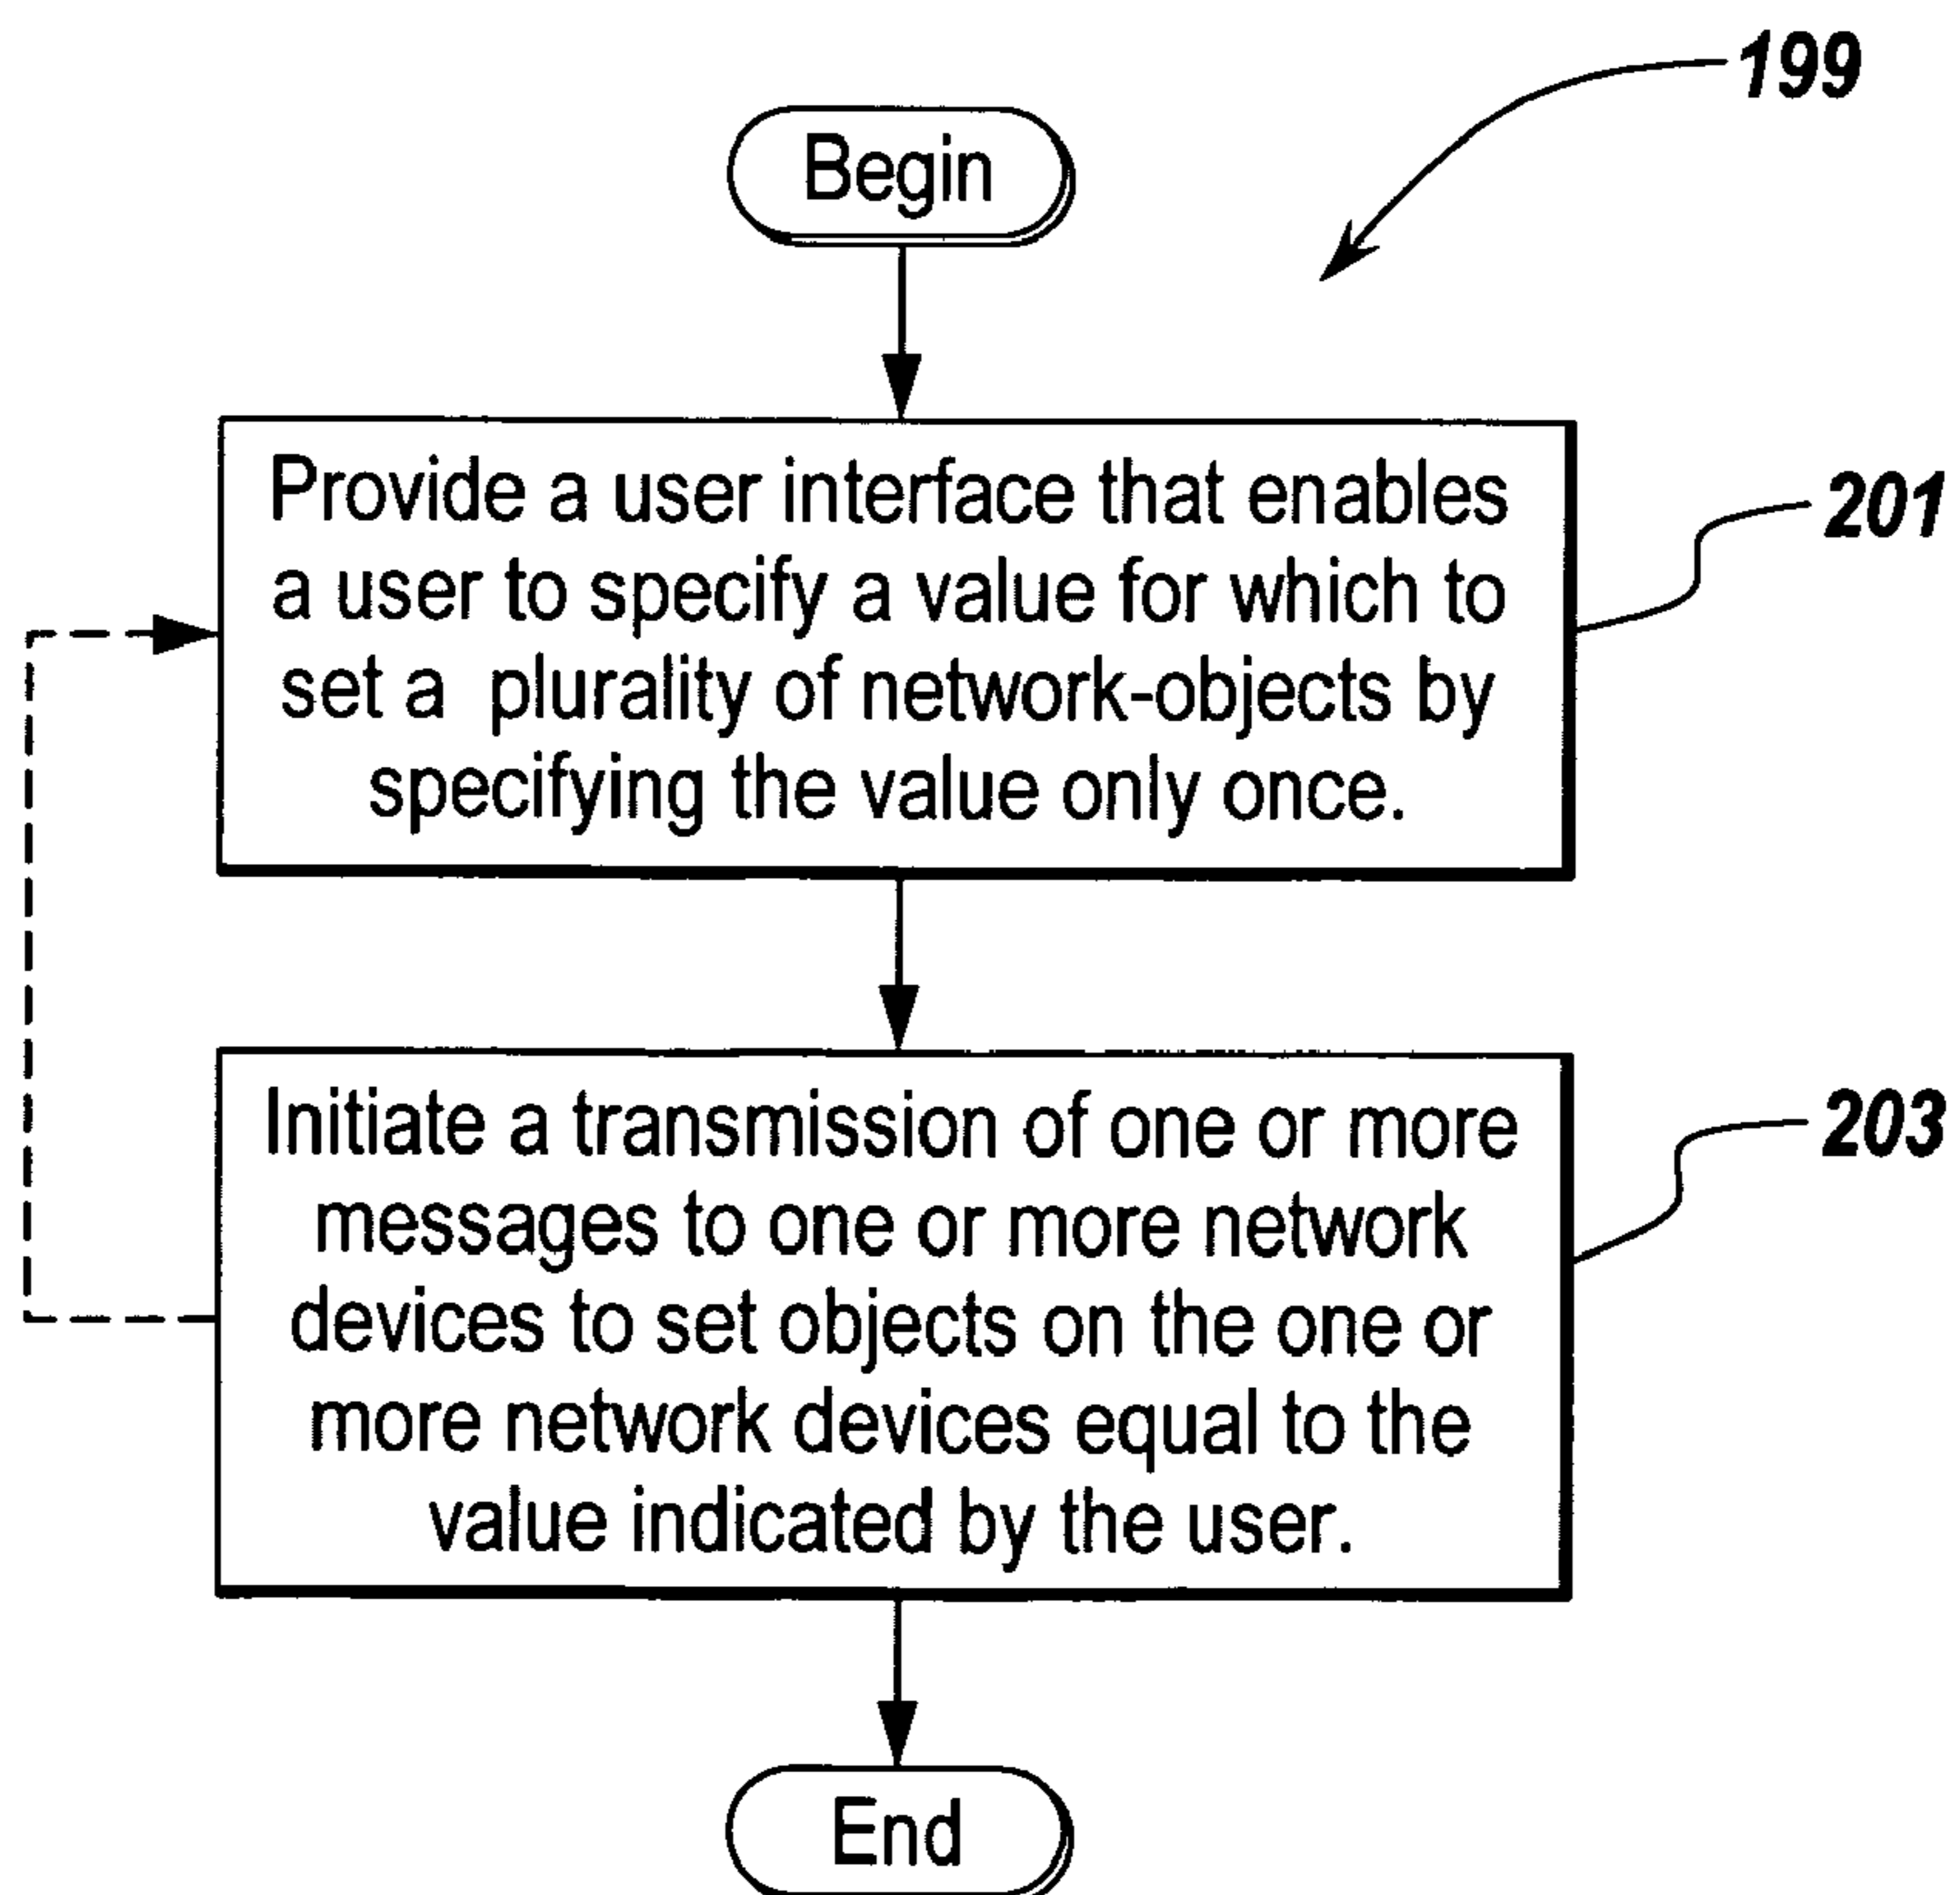 199
Begin
Provide a user interface that enables
a user to specify a value for which to
set a plurality of network-objects by
specifying the value only once.
201
Initiate a transmission of one or more
messages to one or more network
devices to set objects on the one or
more network devices equal to the
value indicated by the user.
203
End